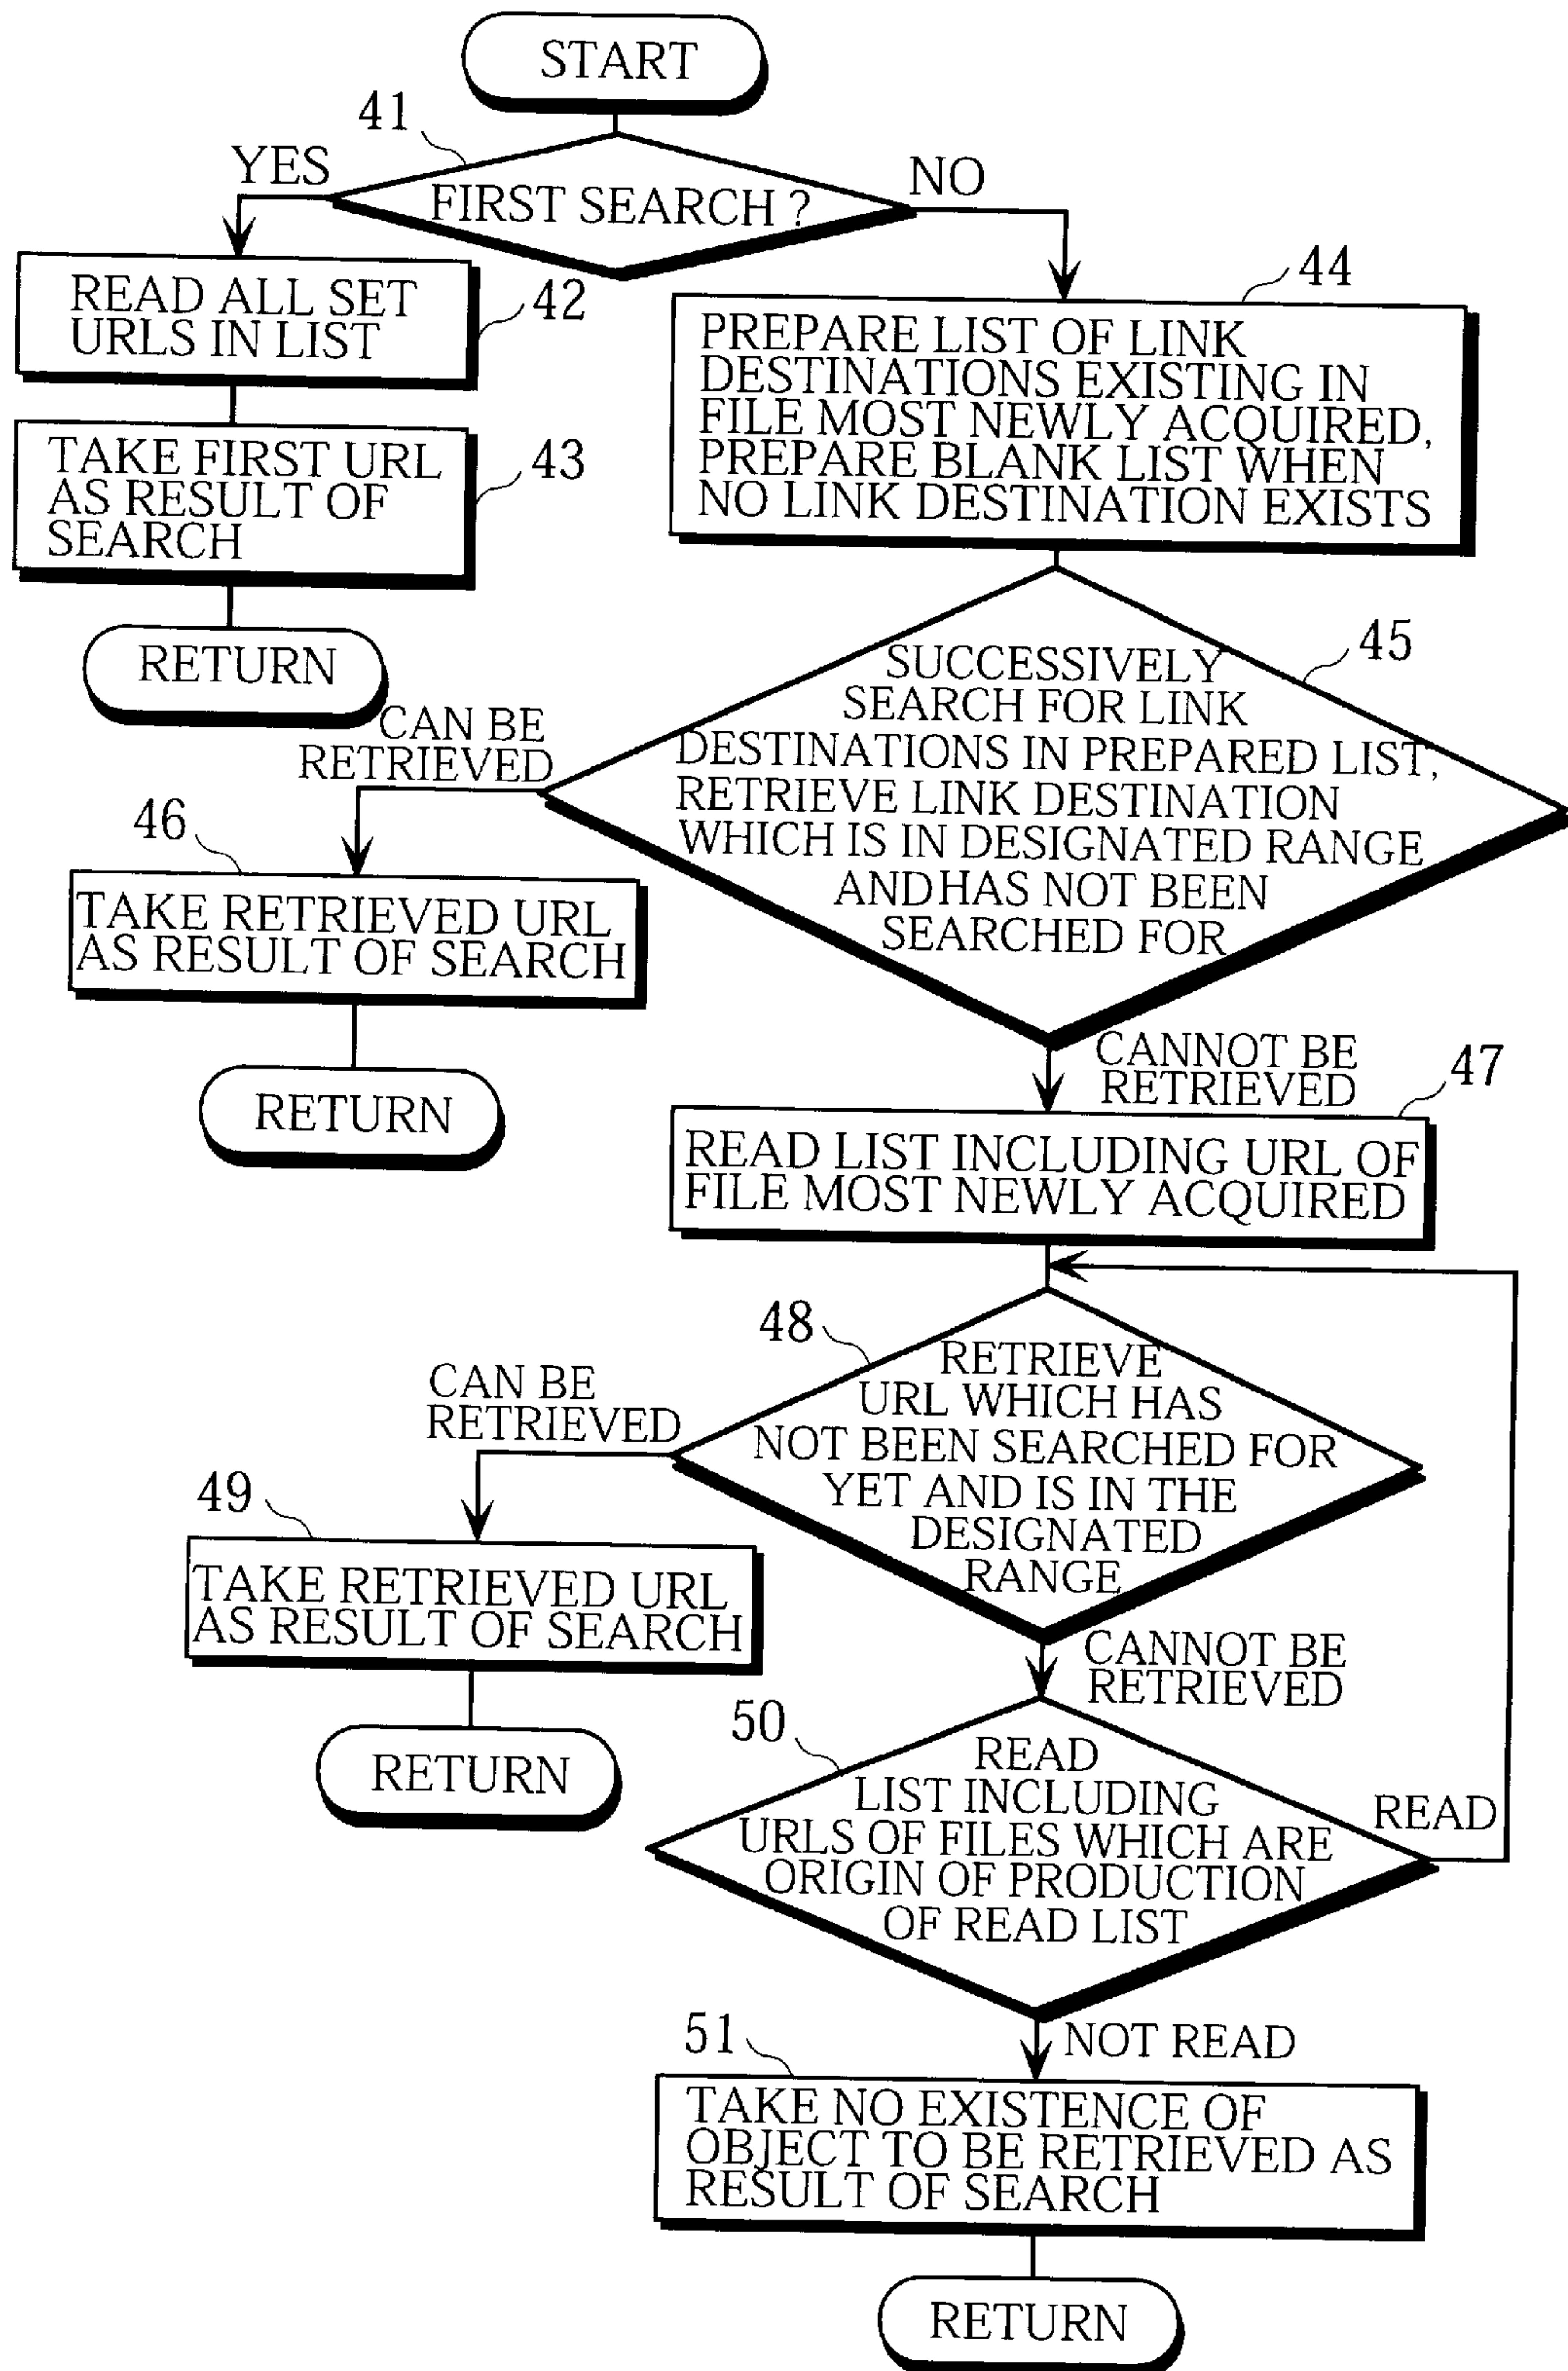 START
41
YES
FIRST SEARCH ?
NO
READ ALL SET
URLS IN LIST
42
TAKE FIRST URL
AS RESULT OF
SEARCH
43
RETURN
44
PREPARE LIST OF LINK
DESTINATIONS EXISTING IN
FILE MOST NEWLY ACQUIRED,
PREPARE BLANK LIST WHEN
NO LINK DESTINATION EXISTS
45
SUCCESSIVELY
SEARCH FOR LINK
DESTINATIONS IN PREPARED LIST,
RETRIEVE LINK DESTINATION
WHICH IS IN DESIGNATED RANGE
AND HAS NOT BEEN
SEARCHED FOR
CAN BE
RETRIEVED
46
TAKE RETRIEVED URL
AS RESULT OF SEARCH
RETURN
CANNOT BE
RETRIEVED
47
READ LIST INCLUDING URL OF
FILE MOST NEWLY ACQUIRED
48
RETRIEVE
URL WHICH HAS
NOT BEEN SEARCHED FOR
YET AND IS IN THE
DESIGNATED
RANGE
CAN BE
RETRIEVED
49
TAKE RETRIEVED URL
AS RESULT OF SEARCH
RETURN
CANNOT BE
RETRIEVED
50
READ
LIST INCLUDING
URLS OF FILES WHICH ARE
ORIGIN OF PRODUCTION
OF READ LIST
READ
NOT READ
51
TAKE NO EXISTENCE OF
OBJECT TO BE RETRIEVED AS
RESULT OF SEARCH
RETURN